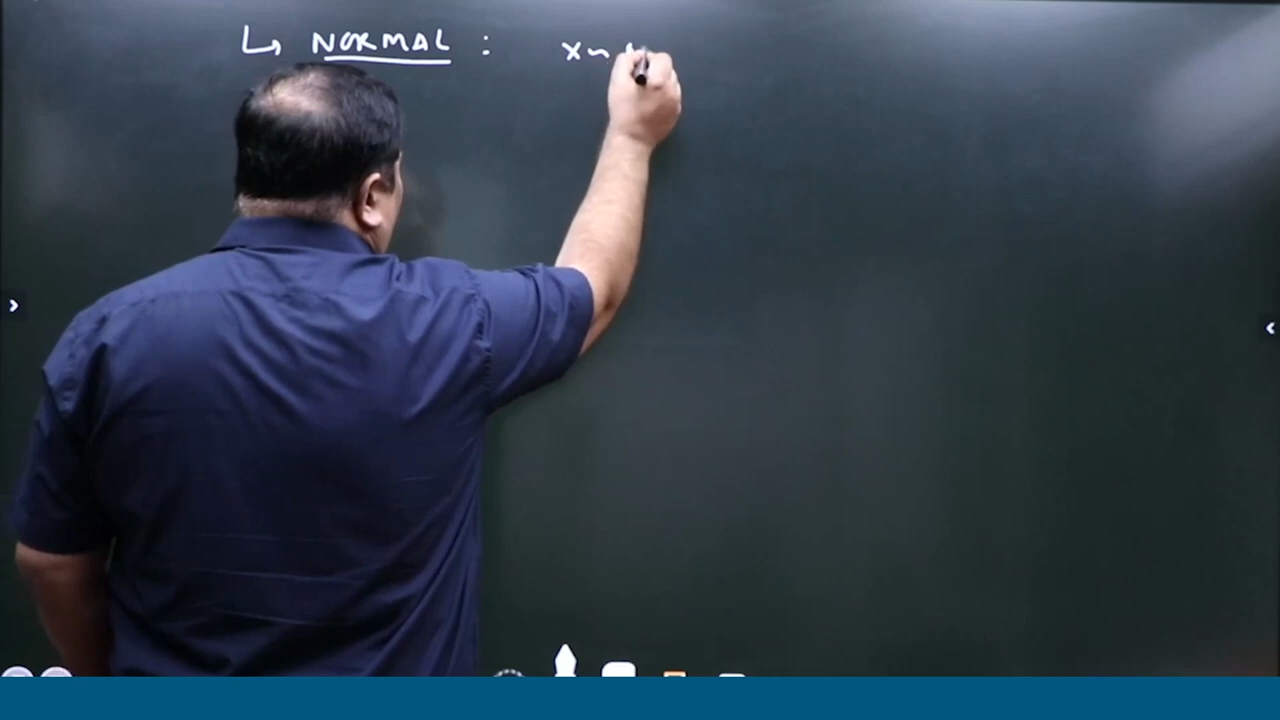 ↳ NORMAL : x~